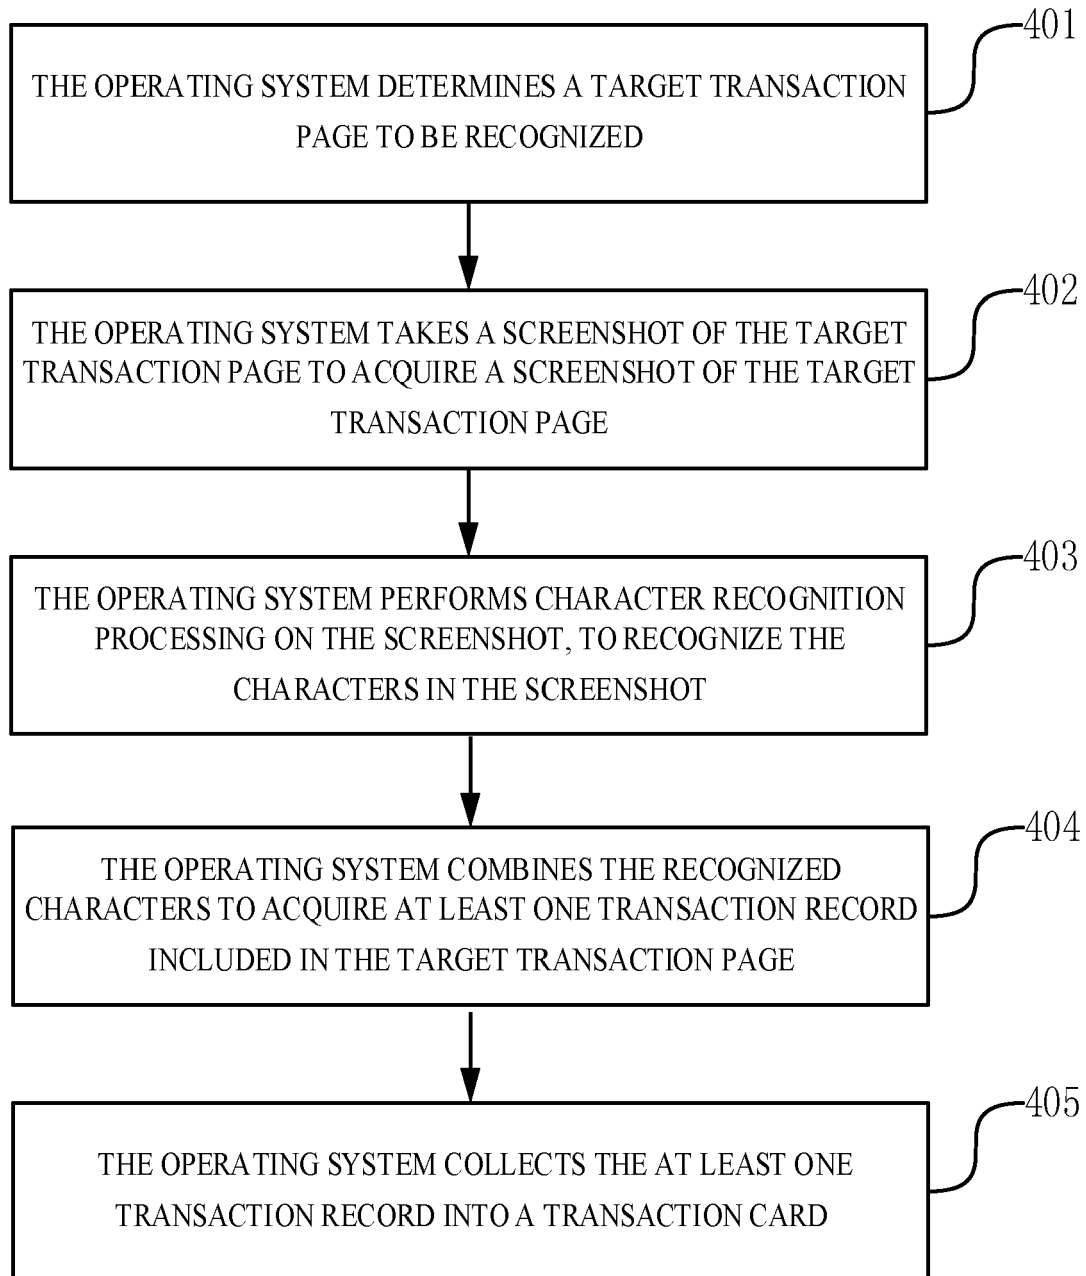 401
THE OPERATING SYSTEM DETERMINES A TARGET TRANSACTION
PAGE TO BE RECOGNIZED
402
THE OPERATING SYSTEM TAKES A SCREENSHOT OF THE TARGET
TRANSACTION PAGE TO ACQUIRE A SCREENSHOT OF THE TARGET
TRANSACTION PAGE
403
THE OPERATING SYSTEM PERFORMS CHARACTER RECOGNITION
PROCESSING ON THE SCREENSHOT, TO RECOGNIZE THE
CHARACTERS IN THE SCREENSHOT
404
THE OPERATING SYSTEM COMBINES THE RECOGNIZED
CHARACTERS TO ACQUIRE AT LEAST ONE TRANSACTION RECORD
INCLUDED IN THE TARGET TRANSACTION PAGE
405
THE OPERATING SYSTEM COLLECTS THE AT LEAST ONE
TRANSACTION RECORD INTO A TRANSACTION CARD